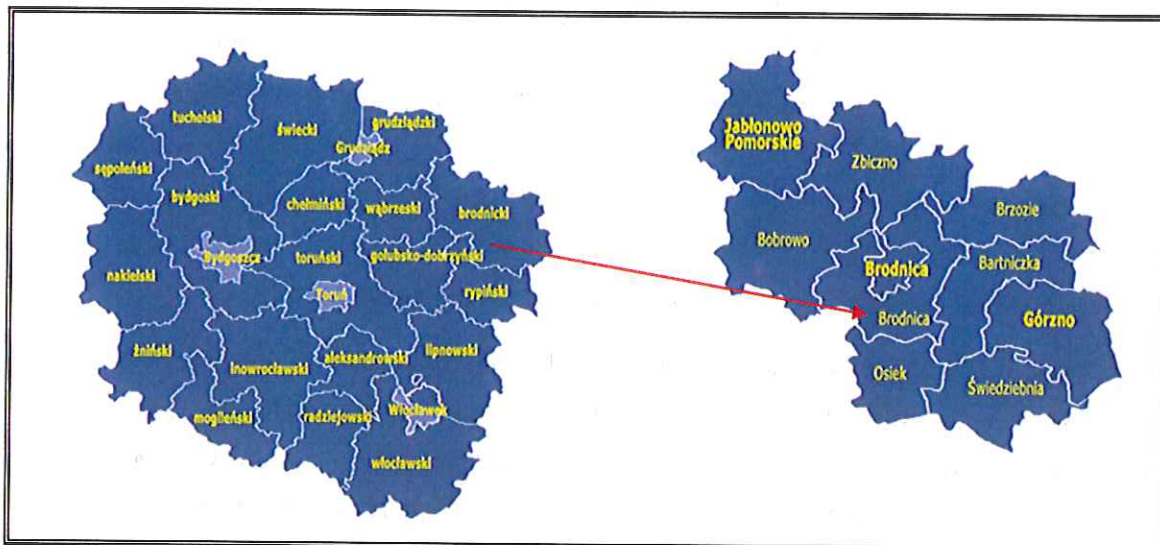 tucholski
świecki
grudziądzki
Grudziądz
sępoleński
bydgoski
chełmiński
wąbrzeski
brodnicki
Bydgoszcz
toruński
golubsko-dobrzyński
nakielski
Toruń
rypiński
żniński
inowrocławski
aleksandrowski
lipnowski
mogileński
radziejowski
Włocławek
włocławski
Jabłonowo
Pomorskie
Zbiczno
Brzozie
Bobrowo
Brodnica
Bartniczka
Brodnica
Górzno
Osiek
Świedziebnia